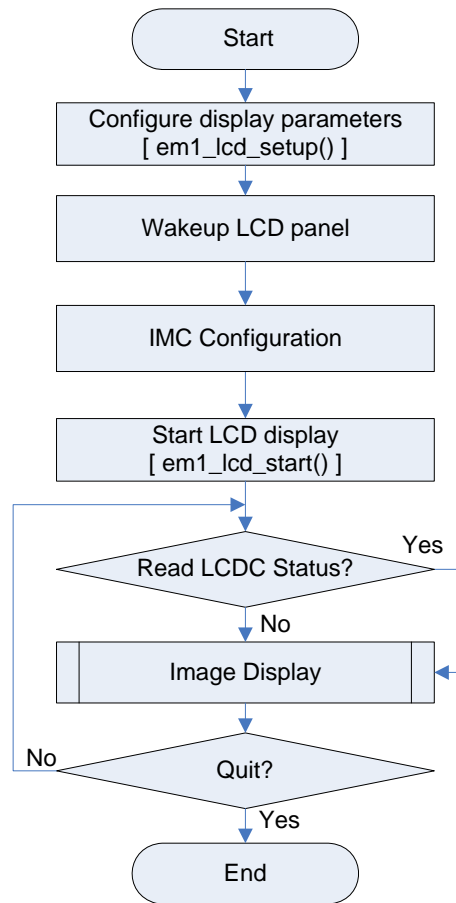 Start
Configure display parameters
[ em1_lcd_setup() ]
Wakeup LCD panel
IMC Configuration
Start LCD display
[ em1_lcd_start() ]
Read LCDC Status?
Yes
No
Image Display
Quit?
No
Yes
End